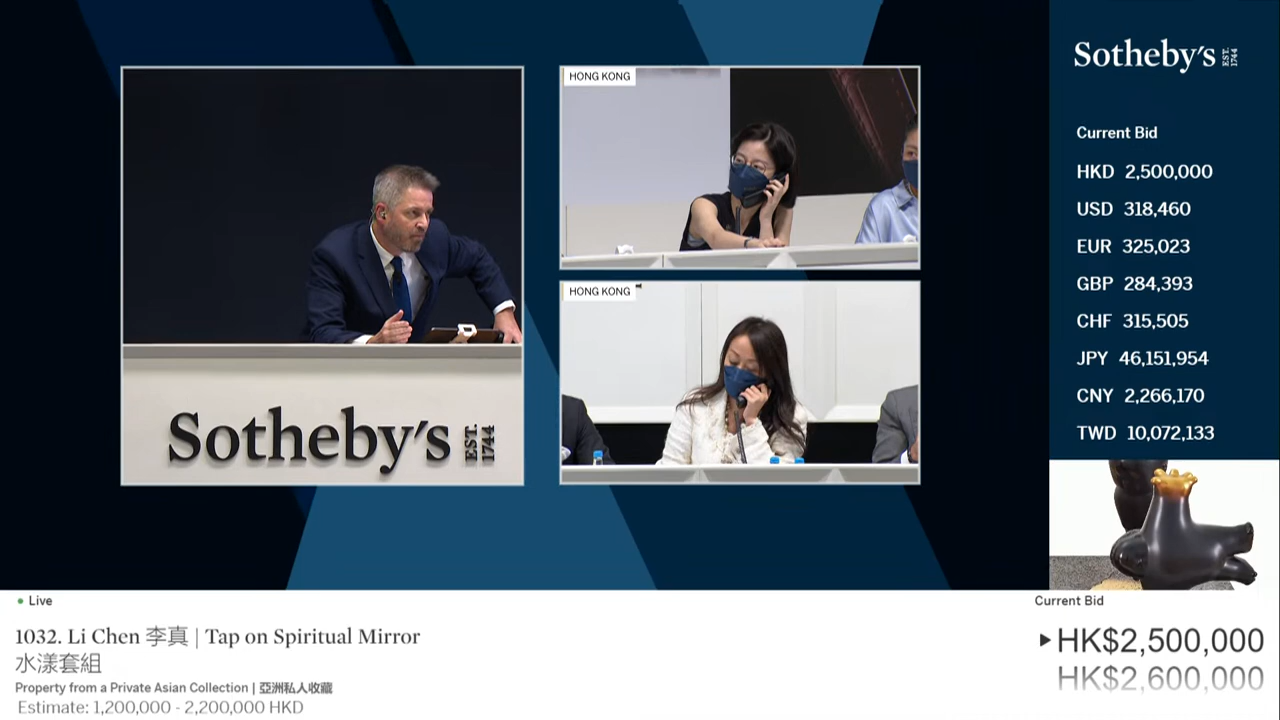 HONG KONG
Sotheby's EST. 1744
HONG KONG
Sotheby's EST. 1744
Current Bid
HKD 2,500,000
USD 318,460
EUR 325,023
GBP 284,393
CHF 315,505
JPY 46,151,954
CNY 2,266,170
TWD 10,072,133
Live
1032. Li Chen 李真 | Tap on Spiritual Mirror
水漾套組
Property from a Private Asian Collection | 亞洲私人收藏
Estimate: 1,200,000 - 2,200,000 HKD
Current Bid
HK$2,500,000
HK$2,600,000